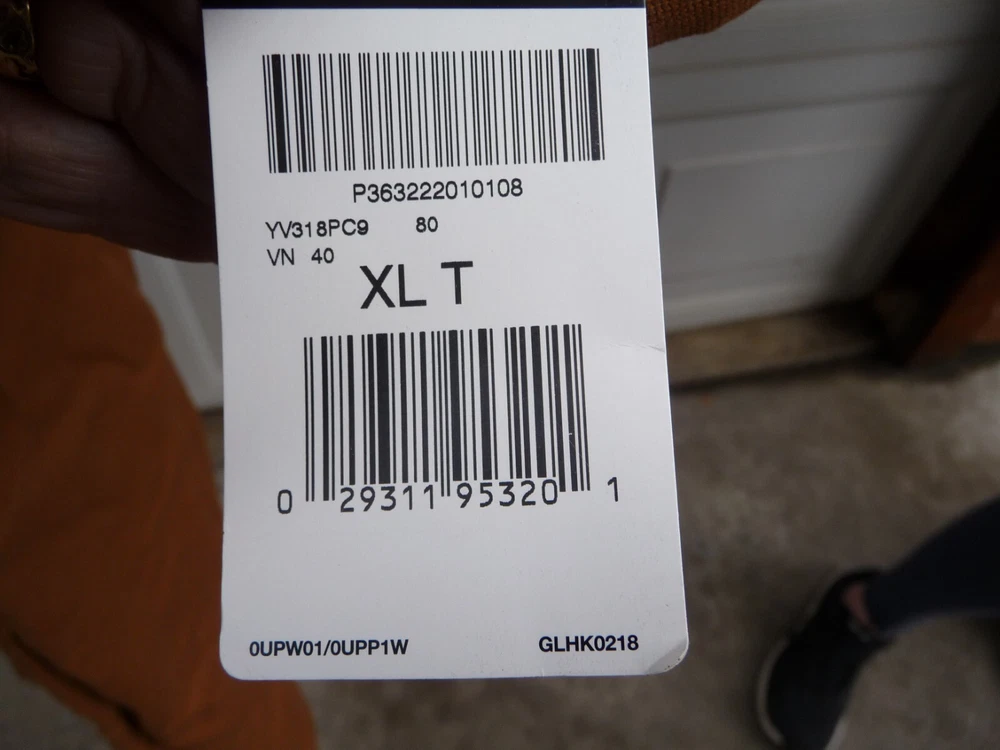 P363222010108
YV318PC9 80
VN 40
XL T
0 29311 95320 1
0UPW01/0UPP1W GLHK0218